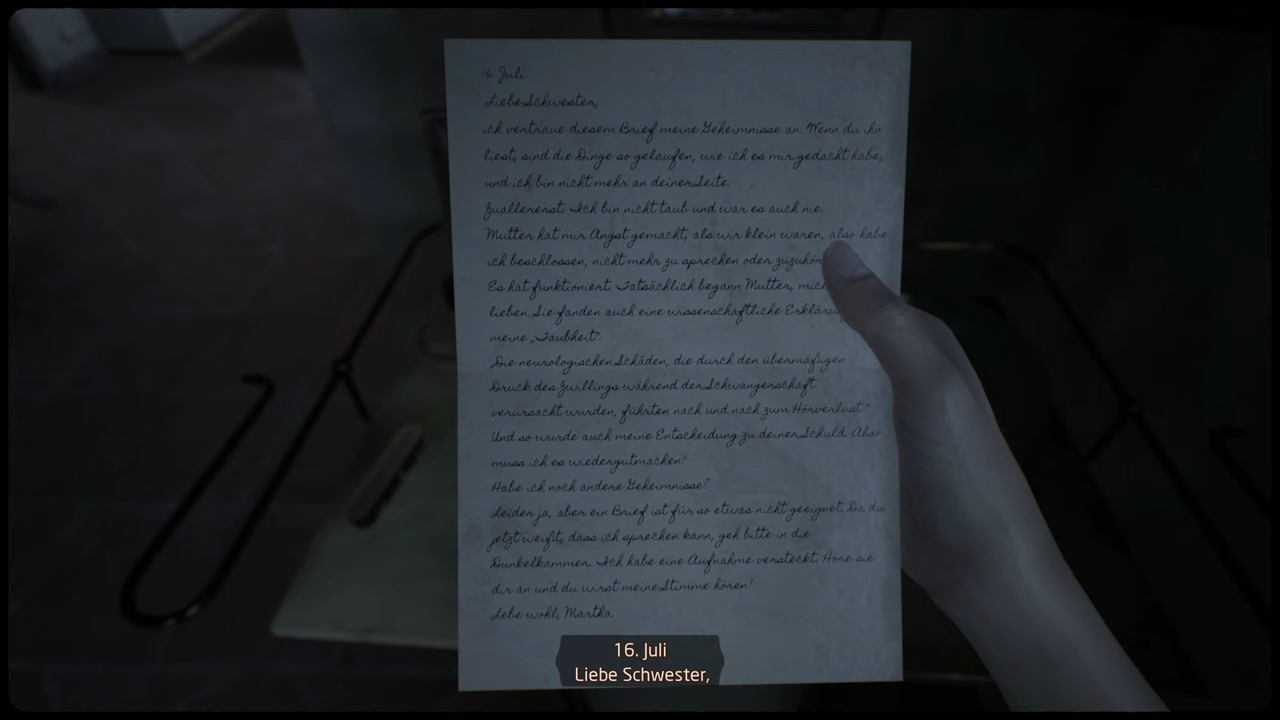 16. Juli
Liebe Schwester,
ich vertraue diesem Brief meine Geheimnisse an. Wenn du ihn
liest, sind die Dinge so gelaufen, wie ich es mir gedacht habe,
und ich bin nicht mehr an deiner Seite.
Zuallererst: Ich bin nicht taub und war es auch nie.
Mutter hat mir Angst gemacht, als wir klein waren, also habe
ich beschlossen, nicht mehr zu sprechen oder
Es hat funktioniert. Tatsächlich begann Mutter,
lieben. Sie fanden auch eine wissenschaftliche
meine „Taubheit":
Die neurologischen Schäden, die durch den übermäßigen
Druck des Zwillings während der Schwangerschaft
verursacht wurden, führten nach und nach zum Hörverlust"
Und so wurde auch meine Entscheidung zu deiner Schuld. Also
muss ich es wiedergutmachen!
Habe ich noch andere Geheimnisse?
Leider ja, aber ein Brief ist für so etwas nicht geeignet. Da du
jetzt weißt, dass ich sprechen kann, geh bitte in die
Dunkelkammer. Ich habe eine Aufnahme versteckt. Höre sie
dir an und du wirst meine Stimme hören!
Lebe wohl, Martha.
16. Juli
Liebe Schwester,